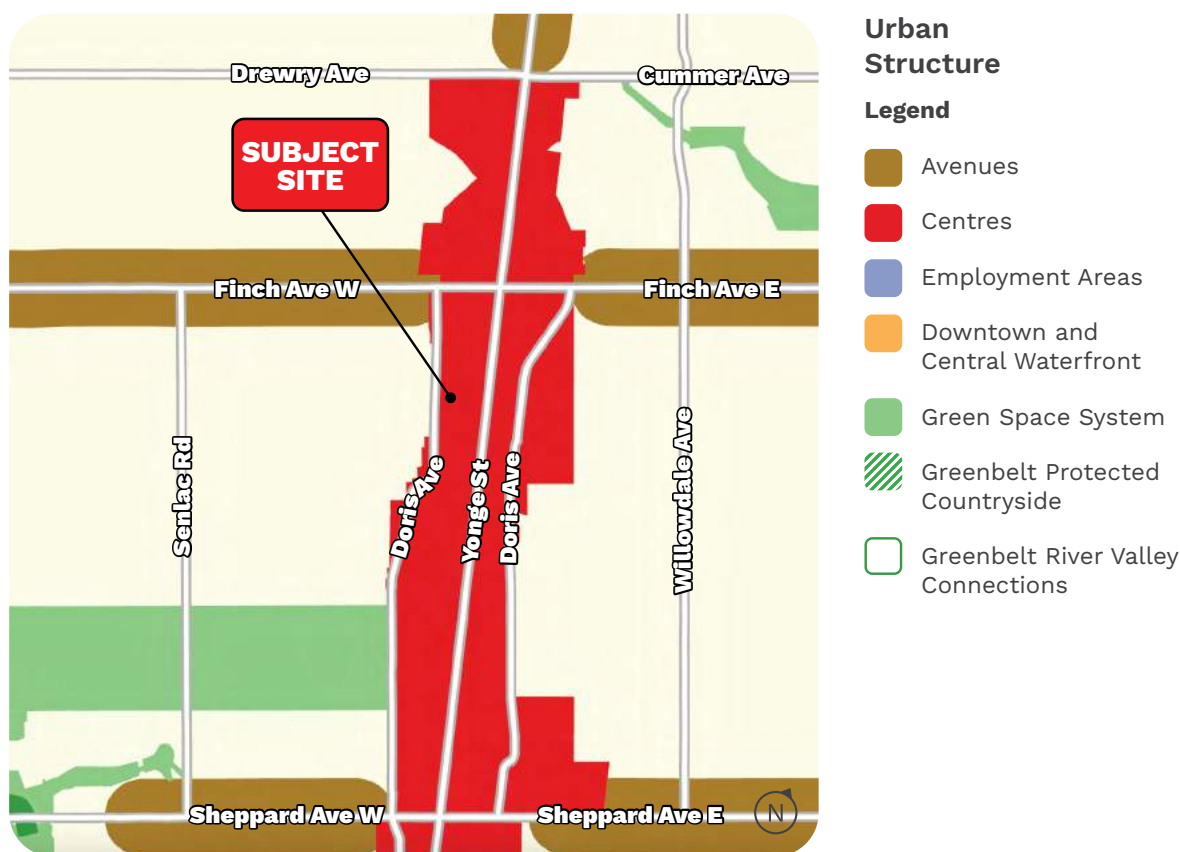 Drewry Ave
Cummer Ave
SUBJECT
SITE
Finch Ave W
Finch Ave E
Senlac Rd
Doris Ave
Yonge St
Doris Ave
Willowdale Ave
Sheppard Ave W
Sheppard Ave E
N
Urban
Structure
Legend
Avenues
Centres
Employment Areas
Downtown and
Central Waterfront
Green Space System
Greenbelt Protected
Countryside
Greenbelt River Valley
Connections